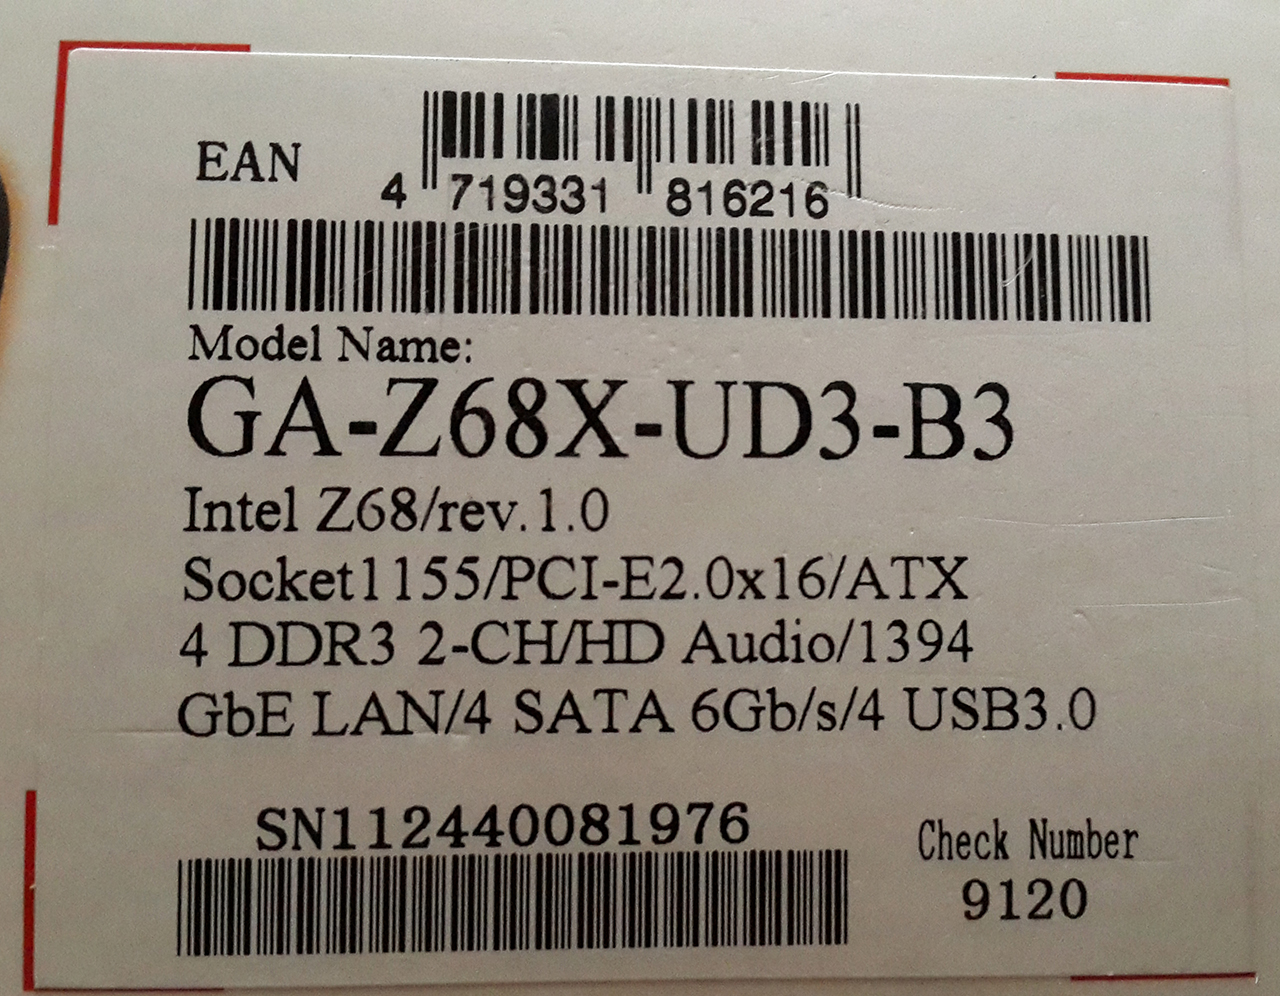 EAN
4 719331 816216
Model Name:
GA-Z68X-UD3-B3
Intel Z68/rev.1.0
Socket1155/PCI-E2.0x16/ATX
4 DDR3 2-CH/HD Audio/1394
GbE LAN/4 SATA 6Gb/s/4 USB3.0
SN112440081976
Check Number
9120